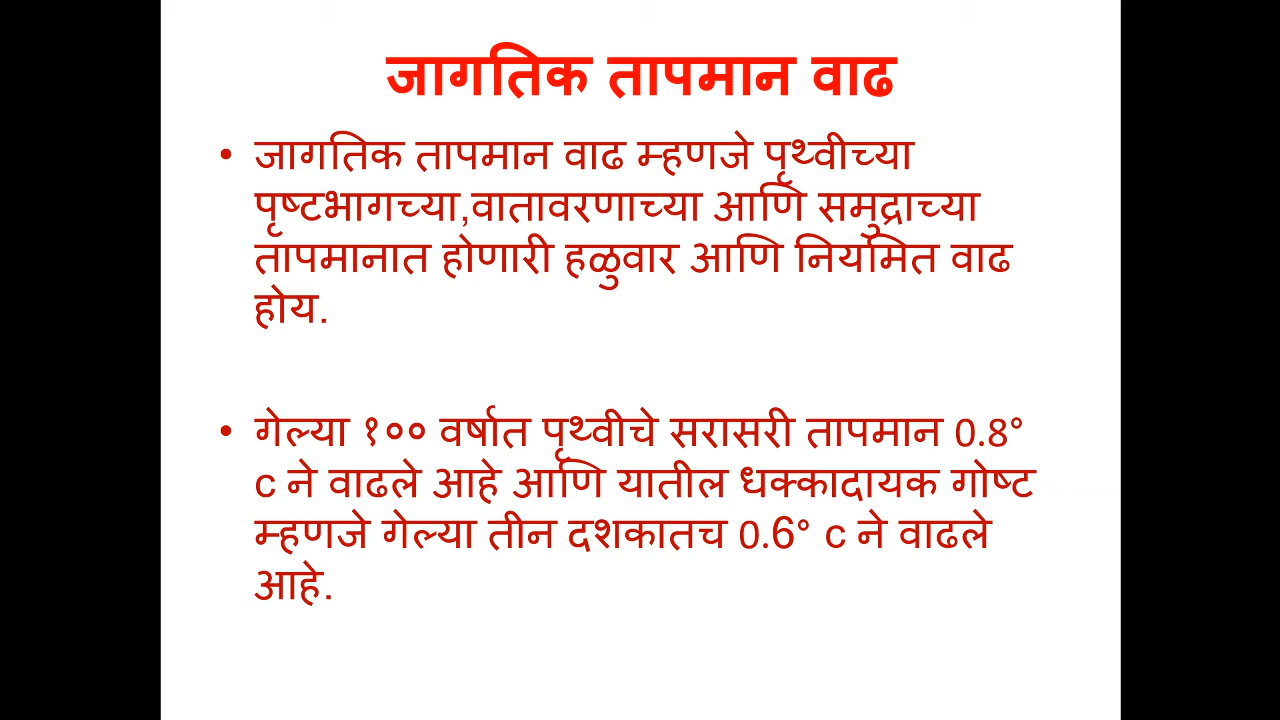 जागतिक तापमान वाढ
• जागतिक तापमान वाढ म्हणजे पृथ्वीच्या
पृष्टभागच्या,वातावरणाच्या आणि समुद्राच्या
तापमानात होणारी हळुवार आणि नियमित वाढ
होय.
• गेल्या १०० वर्षात पृथ्वीचे सरासरी तापमान 0.8°
c ने वाढले आहे आणि यातील धक्कादायक गोष्ट
म्हणजे गेल्या तीन दशकातच 0.6° c ने वाढले
आहे.